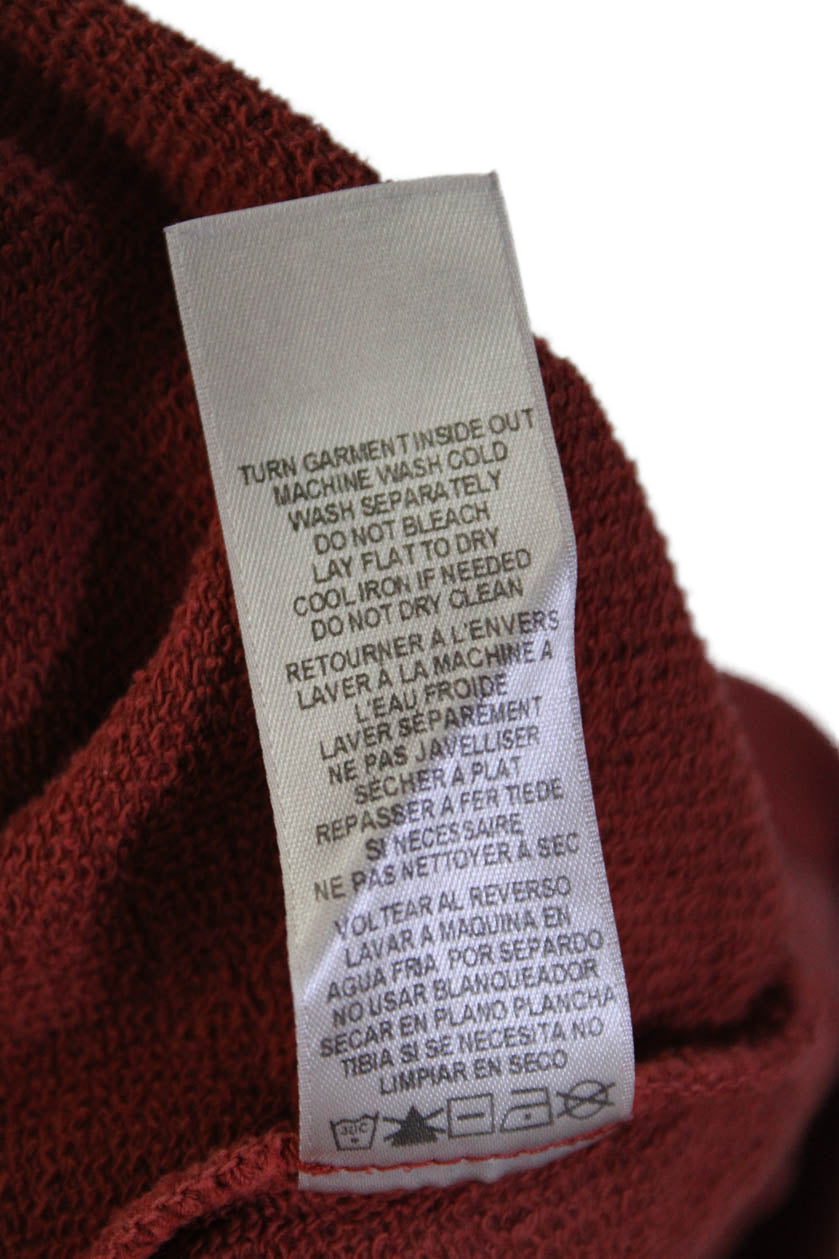 TURN GARMENT INSIDE OUT
MACHINE WASH COLD
WASH SEPARATELY
DO NOT BLEACH
LAY FLAT TO DRY
COOL IRON IF NEEDED
DO NOT DRY CLEAN
RETOURNER A L'ENVERS
LAVER À LA MACHINE A
L'EAU FROIDE
LAVER SÉPARÉMENT
NE PAS JAVELLISER
SÉCHER A PLAT
REPASSER A FER TIEDE
SI NECESSAIRE
NE PAS NETTOYER A SEC
VOLTEAR AL REVERSO
LAVAR A MAQUINA EN
AGUA FRIA, POR SEPARDO
NO USAR BLANQUEADOR
SECAR EN PLANO PLANCHA
TIBIA SI SE NECESITA NO
LIMPIAR EN SECO
30C